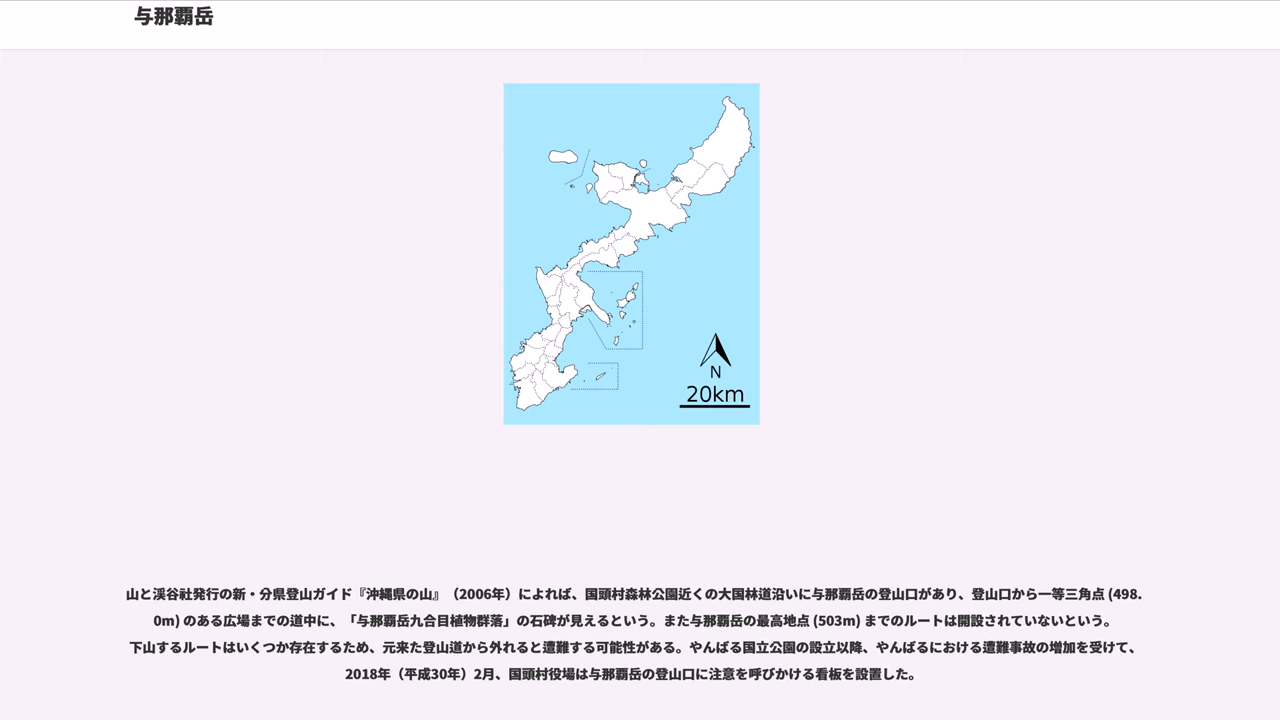 与那覇岳
N
20km
山と渓谷社発行の新・分県登山ガイド『沖縄県の山』（2006年）によれば、国頭村森林公園近くの大国林道沿いに与那覇岳の登山口があり、登山口から一等三角点 (498.
0m) のある広場までの道中に、「与那覇岳九合目植物群落」の石碑が見えるという。また与那覇岳の最高地点 (503m) までのルートは開設されていないという。
下山するルートはいくつか存在するため、元来た登山道から外れると遭難する可能性がある。やんばる国立公園の設立以降、やんばるにおける遭難事故の増加を受けて、
2018年（平成30年）2月、国頭村役場は与那覇岳の登山口に注意を呼びかける看板を設置した。